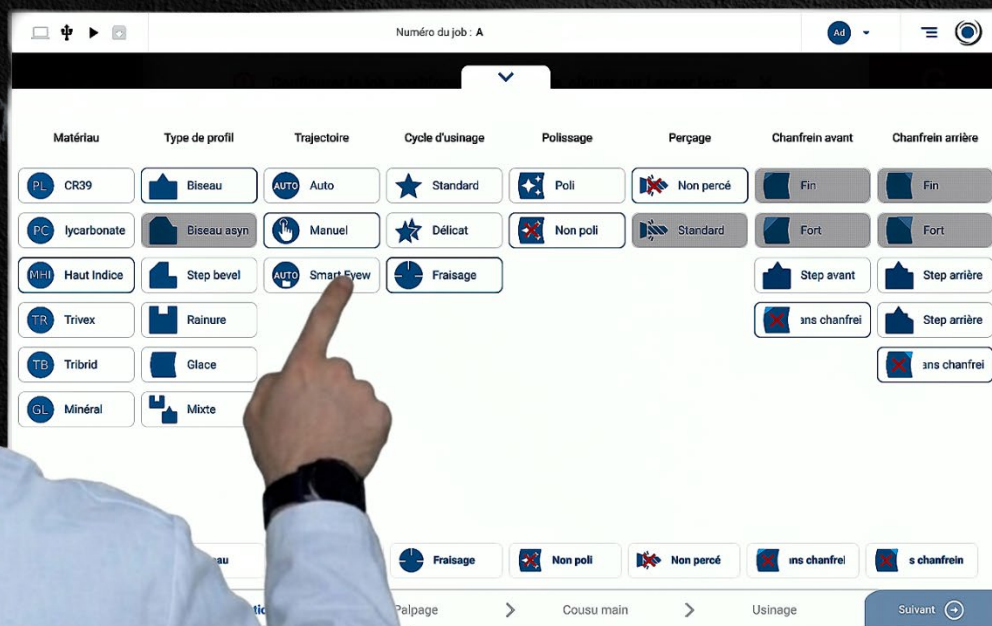 Numéro du job : A
Ad
Matériau
Type de profil
Trajectoire
Cycle d'usinage
Polissage
Perçage
Chanfrein avant
Chanfrein arrière
PL CR39
Biseau
AUTO Auto
Standard
Poli
Non percé
Fin
Fin
PC lycarbonate
Biseau asyn
Manuel
Délicat
Non poli
Standard
Fort
Fort
MHI Haut Indice
Step bevel
AUTO Smart Eyew
Fraisage
Step avant
Step arrière
TR Trivex
Rainure
ans chanfrei
Step arrière
TB Tribrid
Glace
ans chanfrei
GL Minéral
Mixte
au
Fraisage
Non poli
Non percé
ns chanfrei
s chanfrein
Palpage
Cousu main
Usinage
Suivant